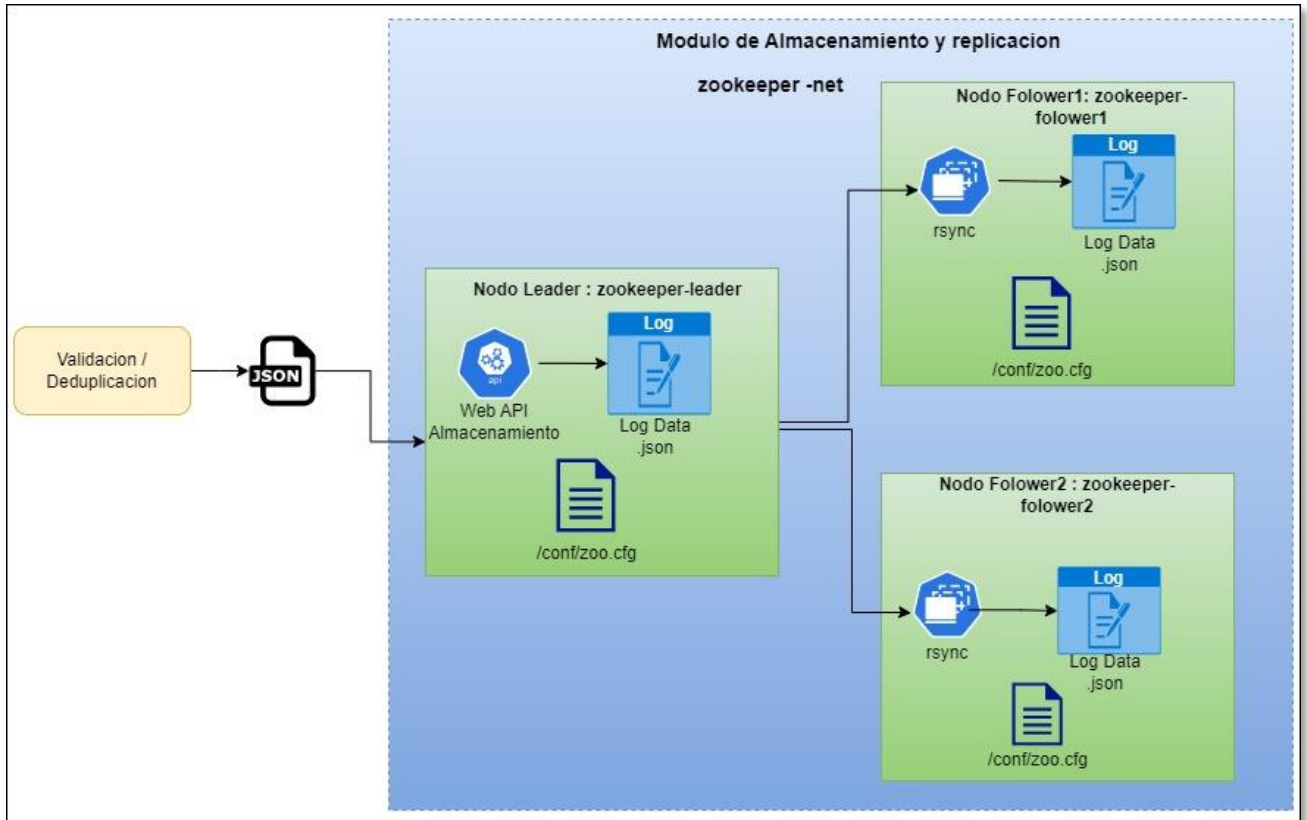 Modulo de Almacenamiento y replicacion
zookeeper -net
Validacion /
Deduplicacion
JSON
Nodo Leader : zookeeper-leader
api
Web API
Almacenamiento
Log
Log Data
.json
/conf/zoo.cfg
Nodo Folower1: zookeeper-
folower1
rsync
Log
Log Data
.json
/conf/zoo.cfg
Nodo Folower2 : zookeeper-
folower2
rsync
Log
Log Data
.json
/conf/zoo.cfg